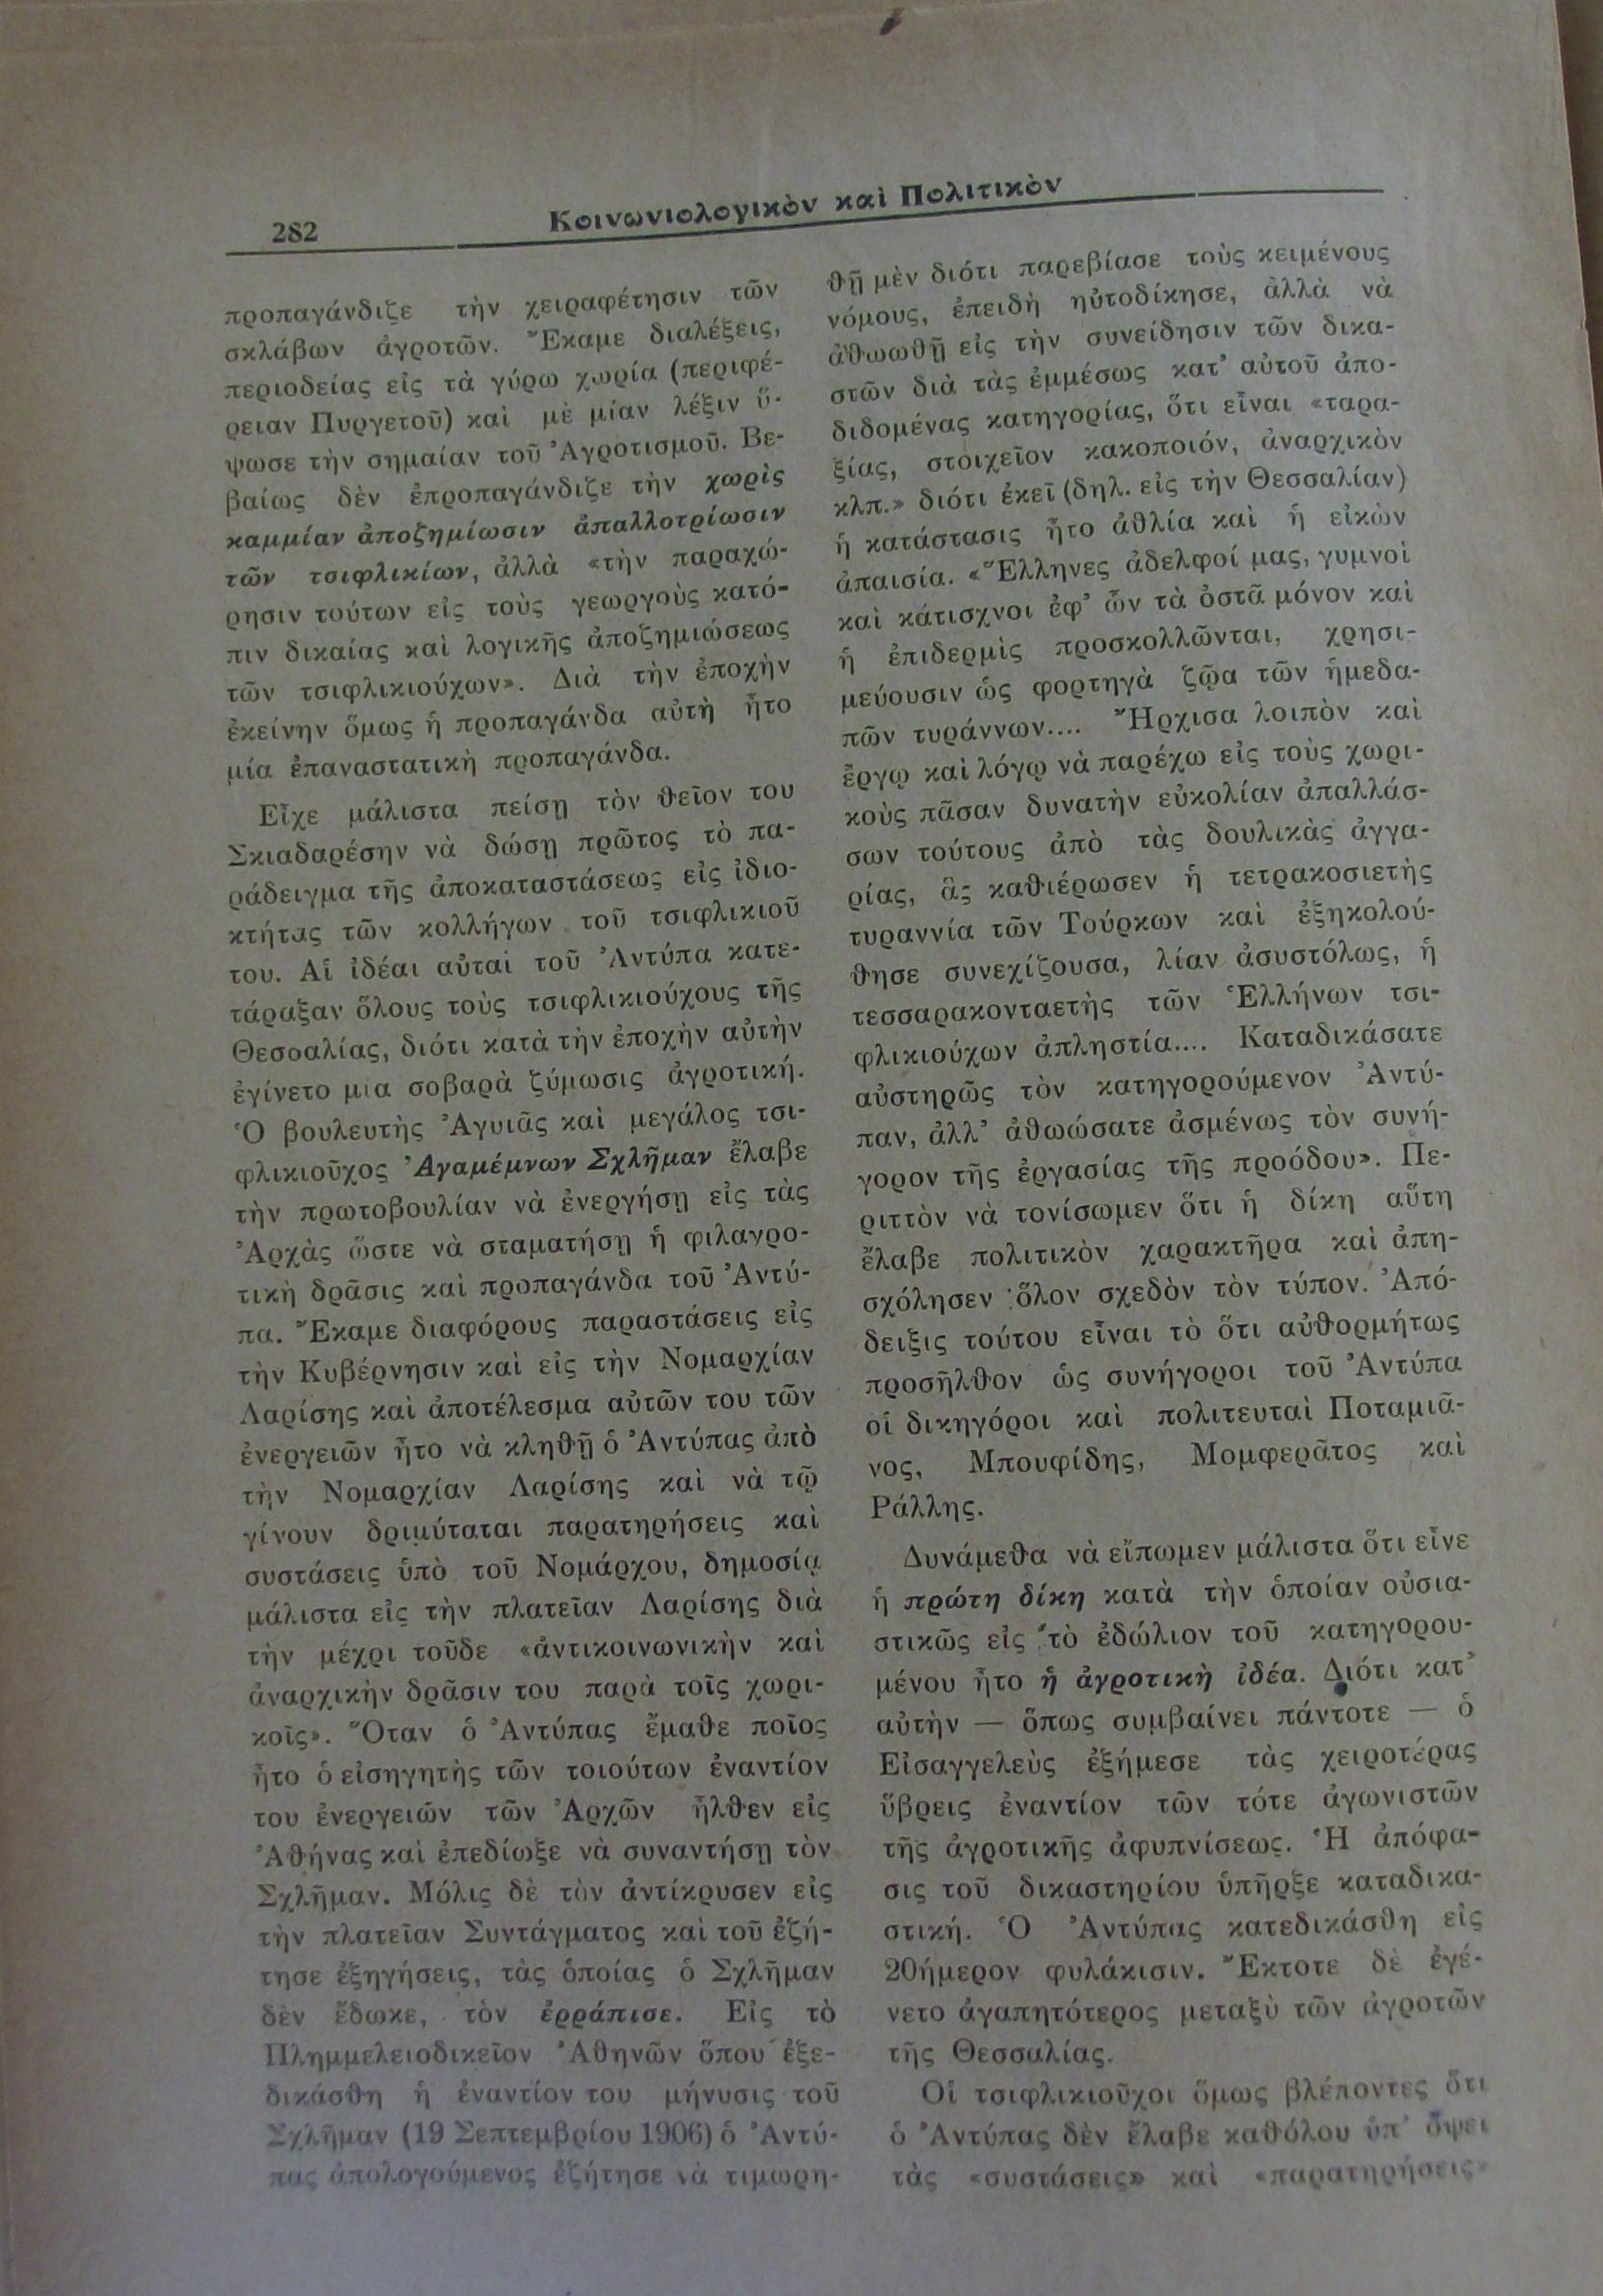 282
Κοινωνιολογικὸν καὶ Πολιτικὸν
προπαγάνδιζε τὴν χειραφέτησιν τῶν
σκλάβων ἀγροτῶν. Ἔκαμε διαλέξεις,
περιοδείας εἰς τὰ γύρω χωρία (περιφέ-
ρειαν Πυργετοῦ) καὶ μὲ μίαν λέξιν ὕ-
ψωσε τὴν σημαίαν τοῦ Ἀγροτισμοῦ. Βε-
βαίως δὲν ἐπροπαγάνδιζε τὴν χωρὶς
καμμίαν ἀποζημίωσιν ἀπαλλοτρίωσιν
τῶν τσιφλικίων, ἀλλὰ «τὴν παραχώ-
ρησιν τούτων εἰς τοὺς γεωργοὺς κατό-
πιν δικαίας καὶ λογικῆς ἀποζημιώσεως
τῶν τσιφλικιούχων». Διὰ τὴν ἐποχὴν
ἐκείνην ὅμως ἡ προπαγάνδα αὐτὴ ἦτο
μία ἐπαναστατικὴ προπαγάνδα.
Εἶχε μάλιστα πείσῃ τὸν θεῖον του
Σκιαδαρέσην νὰ δώσῃ πρῶτος τὸ πα-
ράδειγμα τῆς ἀποκαταστάσεως εἰς ἰδιο-
κτήτας τῶν κολλήγων τοῦ τσιφλικιοῦ
του. Αἱ ἰδέαι αὐταὶ τοῦ Ἀντύπα κατε-
τάραξαν ὅλους τοὺς τσιφλικιούχους τῆς
Θεσσαλίας, διότι κατὰ τὴν ἐποχὴν αὐτὴν
ἐγίνετο μία σοβαρὰ ζύμωσις ἀγροτική.
Ὁ βουλευτὴς Ἀγυιᾶς καὶ μεγάλος τσι-
φλικιοῦχος Ἀγαμέμνων Σχλῆμαν ἔλαβε
τὴν πρωτοβουλίαν νὰ ἐνεργήσῃ εἰς τὰς
Ἀρχὰς ὥστε νὰ σταματήσῃ ἡ φιλαγρο-
τικὴ δρᾶσις καὶ προπαγάνδα τοῦ Ἀντύ-
πα. Ἔκαμε διαφόρους παραστάσεις εἰς
τὴν Κυβέρνησιν καὶ εἰς τὴν Νομαρχίαν
Λαρίσης καὶ ἀποτέλεσμα αὐτῶν του τῶν
ἐνεργειῶν ἦτο νὰ κληθῇ ὁ Ἀντύπας ἀπὸ
τὴν Νομαρχίαν Λαρίσης καὶ νὰ τῷ
γίνουν δριμύταται παρατηρήσεις καὶ
συστάσεις ὑπὸ τοῦ Νομάρχου, δημοσίᾳ
μάλιστα εἰς τὴν πλατεῖαν Λαρίσης διὰ
τὴν μέχρι τοῦδε «ἀντικοινωνικὴν καὶ
ἀναρχικὴν δρᾶσιν του παρὰ τοῖς χωρι-
κοῖς». Ὅταν ὁ Ἀντύπας ἔμαθε ποῖος
ἦτο ὁ εἰσηγητὴς τῶν τοιούτων ἐναντίον
του ἐνεργειῶν τῶν Ἀρχῶν ἦλθεν εἰς
Ἀθήνας καὶ ἐπεδίωξε νὰ συναντήσῃ τὸν
Σχλῆμαν. Μόλις δὲ τὸν ἀντίκρυσεν εἰς
τὴν πλατεῖαν Συντάγματος καὶ τοῦ ἐζή-
τησε ἐξηγήσεις, τὰς ὁποίας ὁ Σχλῆμαν
δὲν ἔδωκε, τὸν ἐρράπισε. Εἰς τὸ
Πλημμελειοδικεῖον Ἀθηνῶν ὅπου ἐξε-
δικάσθη ἡ ἐναντίον του μήνυσις τοῦ
Σχλῆμαν (19 Σεπτεμβρίου 1906) ὁ Ἀντύ-
πας ἀπολογούμενος ἐζήτησε νὰ τιμωρη-
θῇ μὲν διότι παρεβίασε τοὺς κειμένους
νόμους, ἐπειδὴ ηὐτοδίκησε, ἀλλὰ νὰ
ἀθωωθῇ εἰς τὴν συνείδησιν τῶν δικα-
στῶν διὰ τὰς ἐμμέσως κατ' αὐτοῦ ἀπο-
διδομένας κατηγορίας, ὅτι εἶναι «ταρα-
ξίας, στοιχεῖον κακοποιόν, ἀναρχικὸν
κλπ.» διότι ἐκεῖ (δηλ. εἰς τὴν Θεσσαλίαν)
ἡ κατάστασις ἦτο ἀθλία καὶ ἡ εἰκὼν
ἀπαισία. «Ἕλληνες ἀδελφοί μας, γυμνοὶ
καὶ κάτισχνοι ἐφ' ὧν τὰ ὀστᾶ μόνον καὶ
ἡ ἐπιδερμὶς προσκολλῶνται, χρησι-
μεύουσιν ὡς φορτηγὰ ζῷα τῶν ἡμεδα-
πῶν τυράννων.... Ἤρχισα λοιπὸν καὶ
ἔργῳ καὶ λόγῳ νὰ παρέχω εἰς τοὺς χωρι-
κοὺς πᾶσαν δυνατὴν εὐκολίαν ἀπαλλάσ-
σων τούτους ἀπὸ τὰς δουλικὰς ἀγγα-
ρίας, ἃς καθιέρωσεν ἡ τετρακοσιετὴς
τυραννία τῶν Τούρκων καὶ ἐξηκολού-
θησε συνεχίζουσα, λίαν ἀσυστόλως, ἡ
τεσσαρακονταετὴς τῶν Ἑλλήνων τσι-
φλικιούχων ἀπληστία.... Καταδικάσατε
αὐστηρῶς τὸν κατηγορούμενον Ἀντύ-
παν, ἀλλ' ἀθωώσατε ἀσμένως τὸν συνή-
γορον τῆς ἐργασίας τῆς προόδου». Πε-
ριττὸν νὰ τονίσωμεν ὅτι ἡ δίκη αὕτη
ἔλαβε πολιτικὸν χαρακτῆρα καὶ ἀπη-
σχόλησεν ὅλον σχεδὸν τὸν τύπον. Ἀπό-
δειξις τούτου εἶναι τὸ ὅτι αὐθορμήτως
προσῆλθον ὡς συνήγοροι τοῦ Ἀντύπα
οἱ δικηγόροι καὶ πολιτευταὶ Ποταμιᾶ-
νος, Μπουφίδης, Μομφερᾶτος καὶ
Ράλλης.
Δυνάμεθα νὰ εἴπωμεν μάλιστα ὅτι εἶνε
ἡ πρώτη δίκη κατὰ τὴν ὁποίαν οὐσια-
στικῶς εἰς τὸ ἐδώλιον τοῦ κατηγορου-
μένου ἦτο ἡ ἀγροτικὴ ἰδέα. Διότι κατ'
αὐτὴν — ὅπως συμβαίνει πάντοτε — ὁ
Εἰσαγγελεὺς ἐξήμεσε τὰς χειροτέρας
ὕβρεις ἐναντίον τῶν τότε ἀγωνιστῶν
τῆς ἀγροτικῆς ἀφυπνίσεως. Ἡ ἀπόφα-
σις τοῦ δικαστηρίου ὑπῆρξε καταδικα-
στική. Ὁ Ἀντύπας κατεδικάσθη εἰς
20ήμερον φυλάκισιν. Ἔκτοτε δὲ ἐγέ-
νετο ἀγαπητότερος μεταξὺ τῶν ἀγροτῶν
τῆς Θεσσαλίας.
Οἱ τσιφλικιοῦχοι ὅμως βλέποντες ὅτι
ὁ Ἀντύπας δὲν ἔλαβε καθόλου ὑπ' ὄψει
τὰς «συστάσεις» καὶ «παρατηρήσεις»